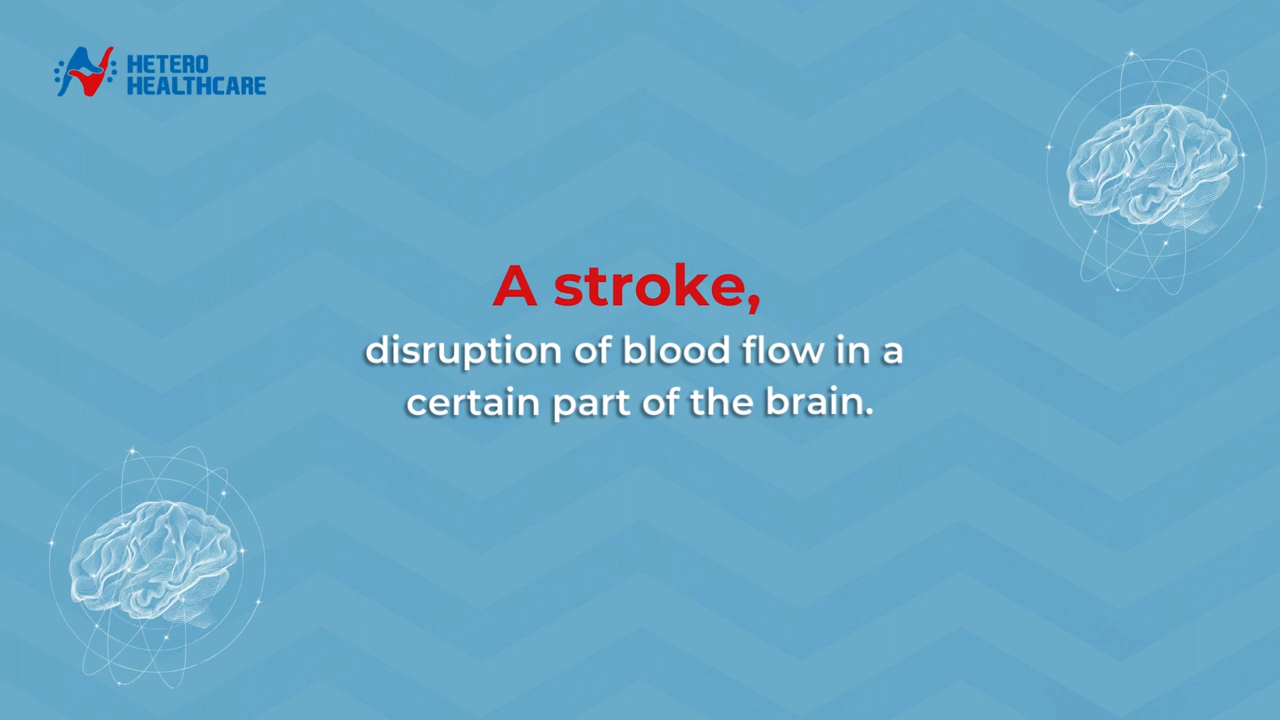 HETERO
HEALTHCARE
A stroke,
disruption of blood flow in a
certain part of the brain.